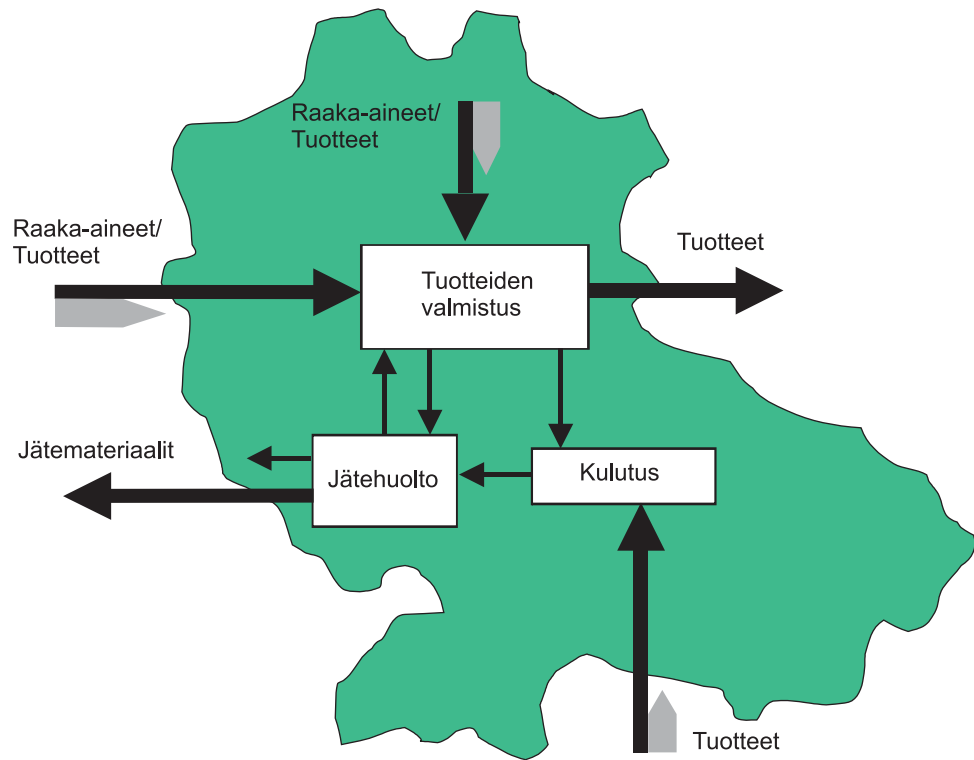 Raaka-aineet/
Tuotteet
Raaka-aineet/
Tuotteet
Tuotteet
Tuotteiden
valmistus
Jätemateriaalit
Jätehuolto
Kulutus
Tuotteet